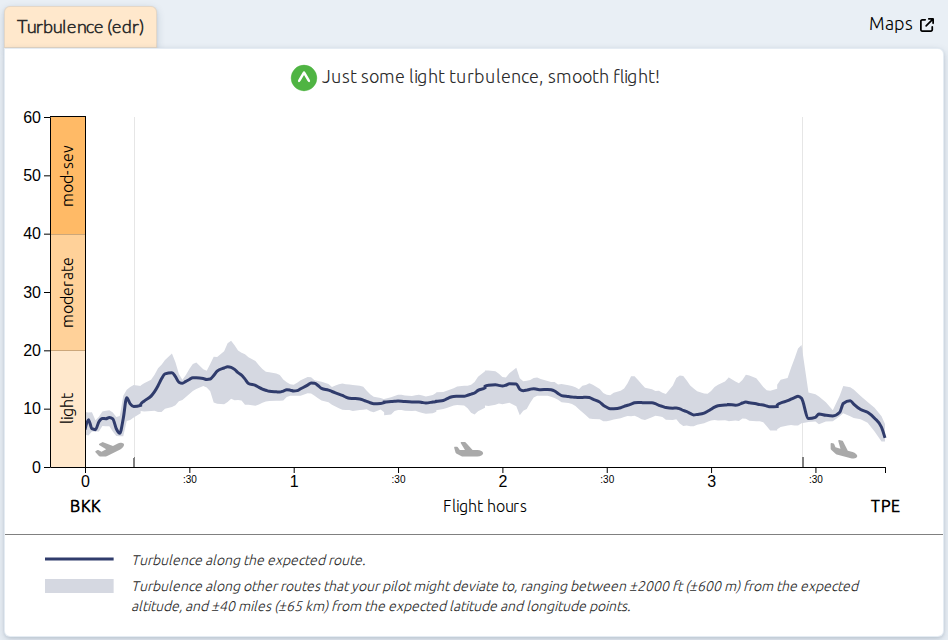 Turbulence (edr)
Maps
Just some light turbulence, smooth flight!
60
50
40
30
20
10
0
mod-sev
moderate
light
0
:30
1
:30
2
:30
3
:30
BKK
Flight hours
TPE
Turbulence along the expected route.
Turbulence along other routes that your pilot might deviate to, ranging between ±2000 ft (±600 m) from the expected
altitude, and ±40 miles (±65 km) from the expected latitude and longitude points.